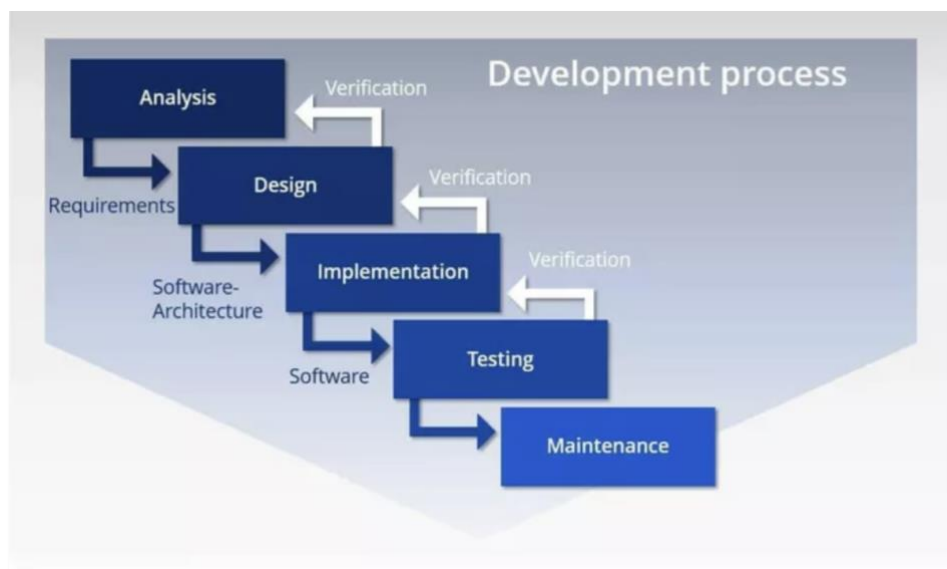 Development process
Analysis
Verification
Requirements
Design
Verification
Software-
Architecture
Implementation
Verification
Software
Testing
Maintenance